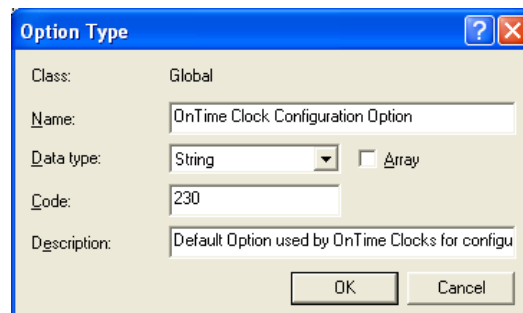 Option Type
Class: Global
Name: OnTime Clock Configuration Option
Data type: String Array
Code: 230
Description: Default Option used by OnTime Clocks for configu
OK Cancel